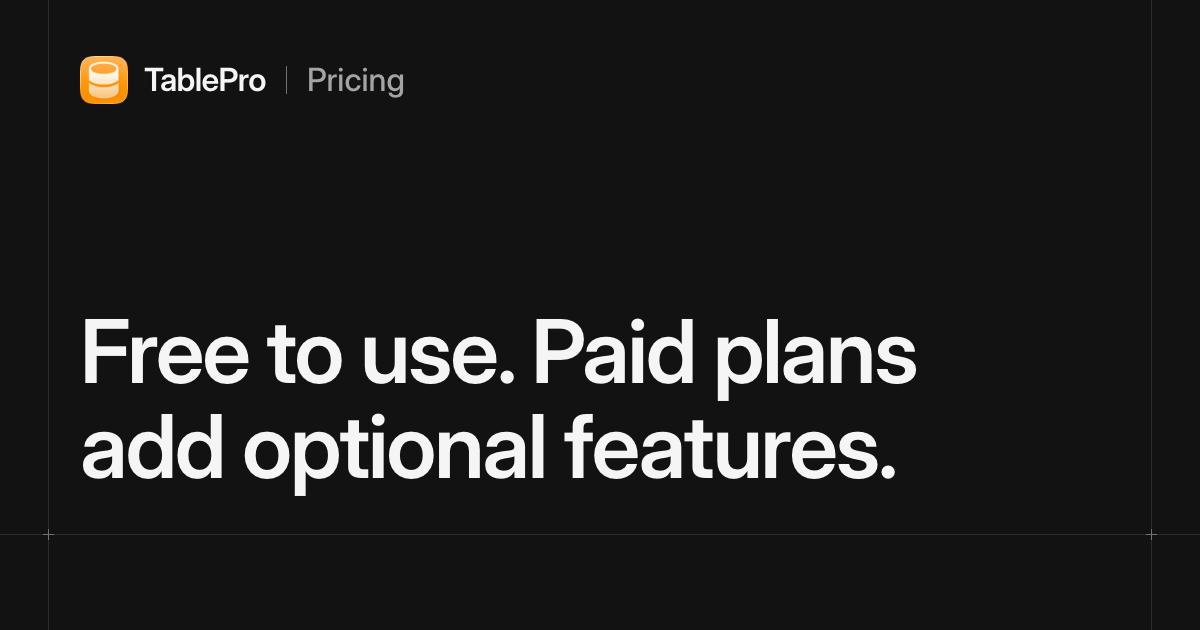 TablePro | Pricing
Free to use. Paid plans
add optional features.